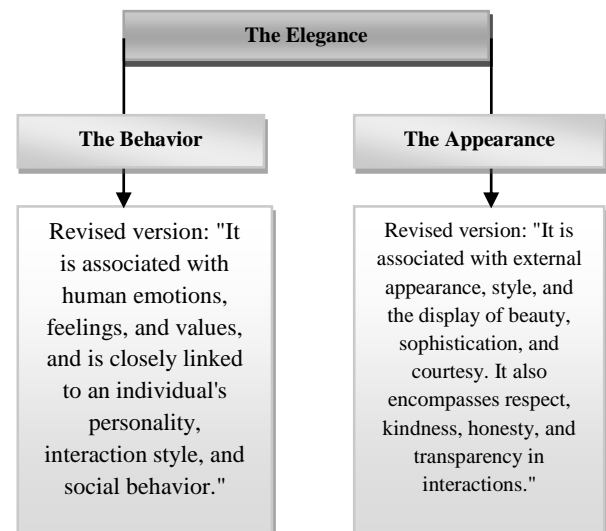 The Elegance
The Behavior
The Appearance
Revised version: "It
is associated with
human emotions,
feelings, and values,
and is closely linked
to an individual's
personality,
interaction style, and
social behavior."
Revised version: "It is
associated with external
appearance, style, and
the display of beauty,
sophistication, and
courtesy. It also
encompasses respect,
kindness, honesty, and
transparency in
interactions."